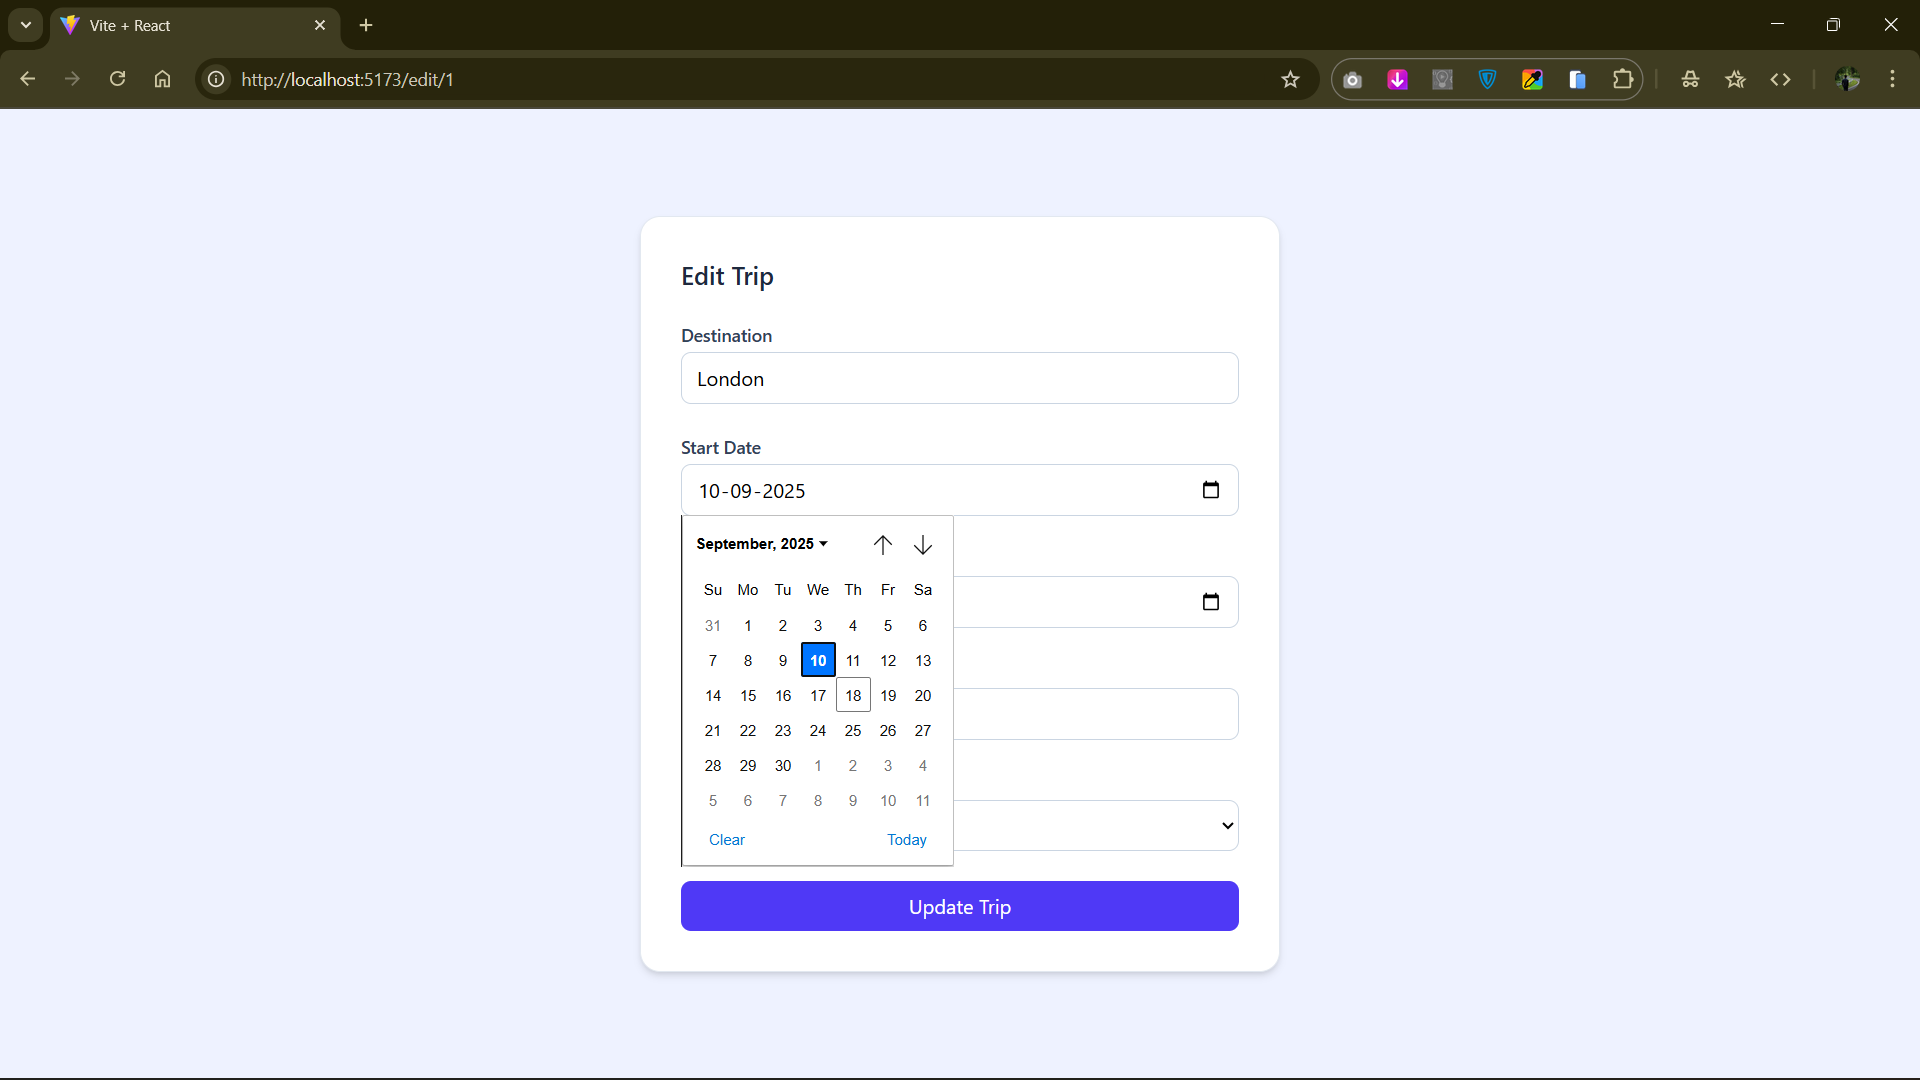 Vite + React
http://localhost:5173/edit/1
Edit Trip
Destination
London
Start Date
10-09-2025
September, 2025
Su Mo Tu We Th Fr Sa
31 1 2 3 4 5 6
7 8 9 10 11 12 13
14 15 16 17 18 19 20
21 22 23 24 25 26 27
28 29 30 1 2 3 4
5 6 7 8 9 10 11
Clear Today
Update Trip